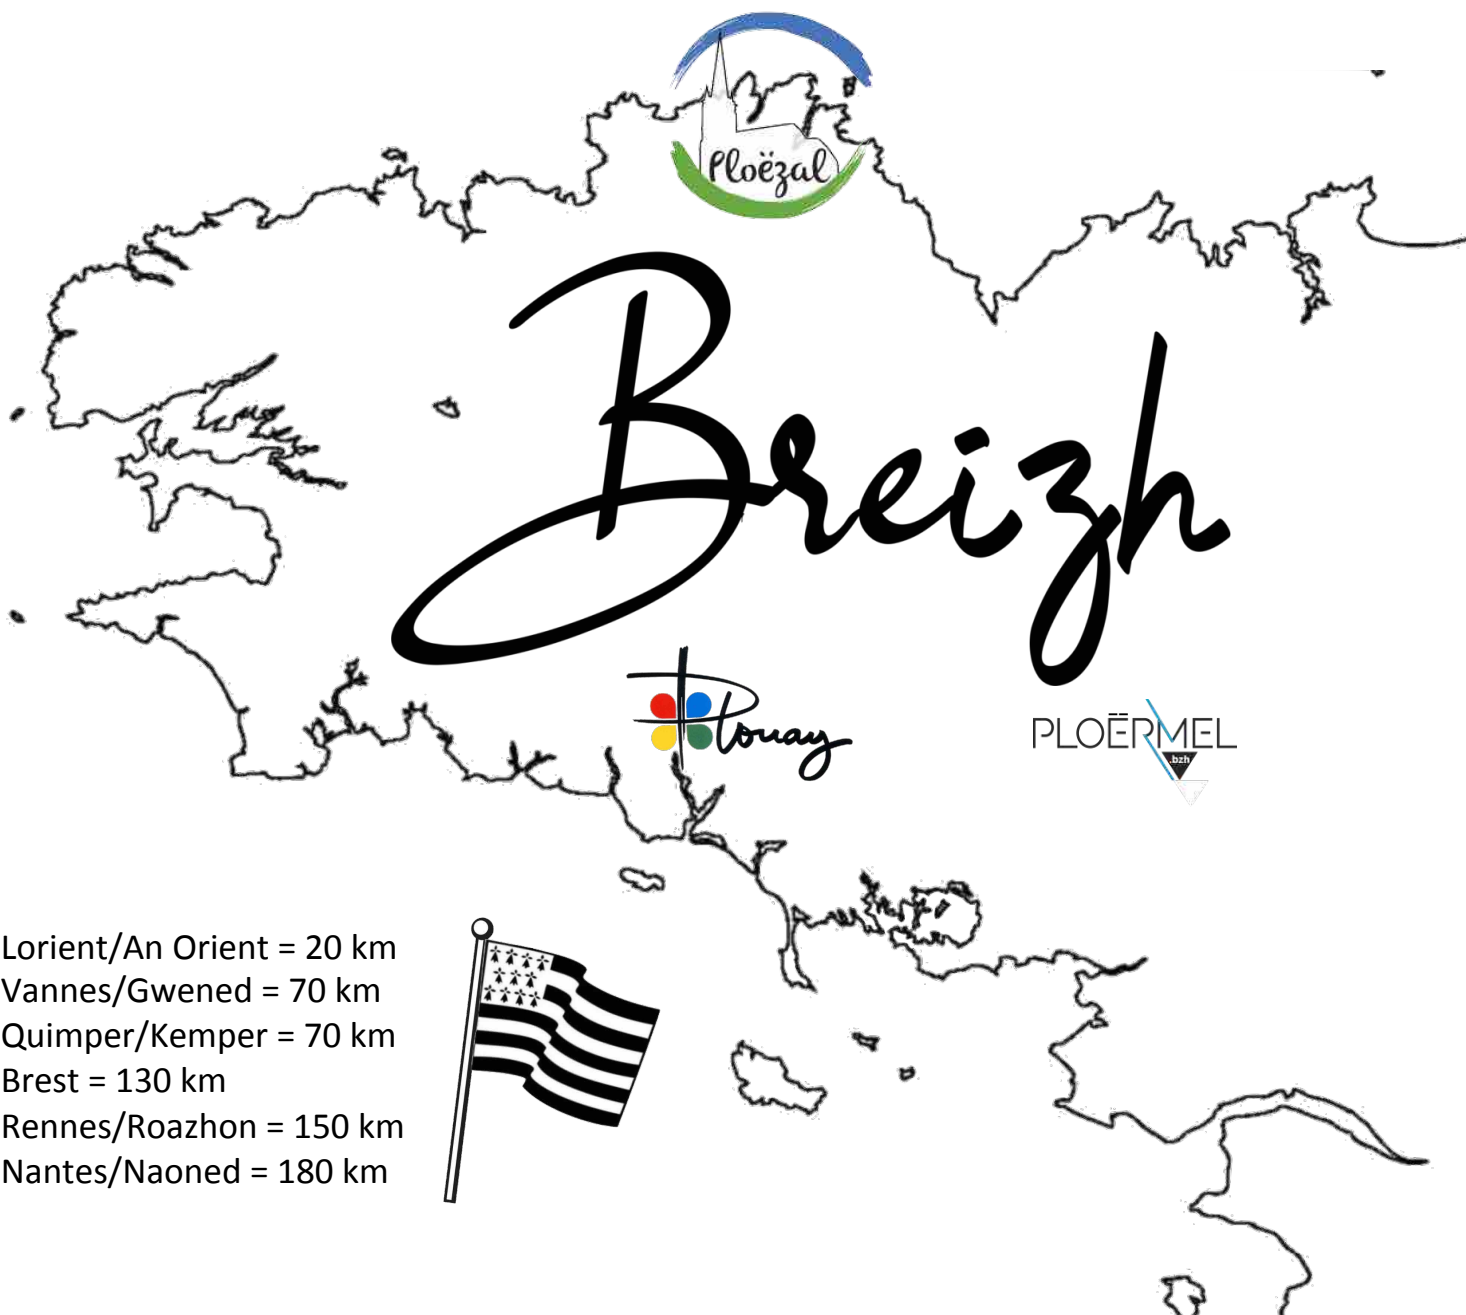 Ploëzal
Breizh
Plouay
PLOËRMEL
.bzh
Lorient/An Orient = 20 km
Vannes/Gwened = 70 km
Quimper/Kemper = 70 km
Brest = 130 km
Rennes/Roazhon = 150 km
Nantes/Naoned = 180 km